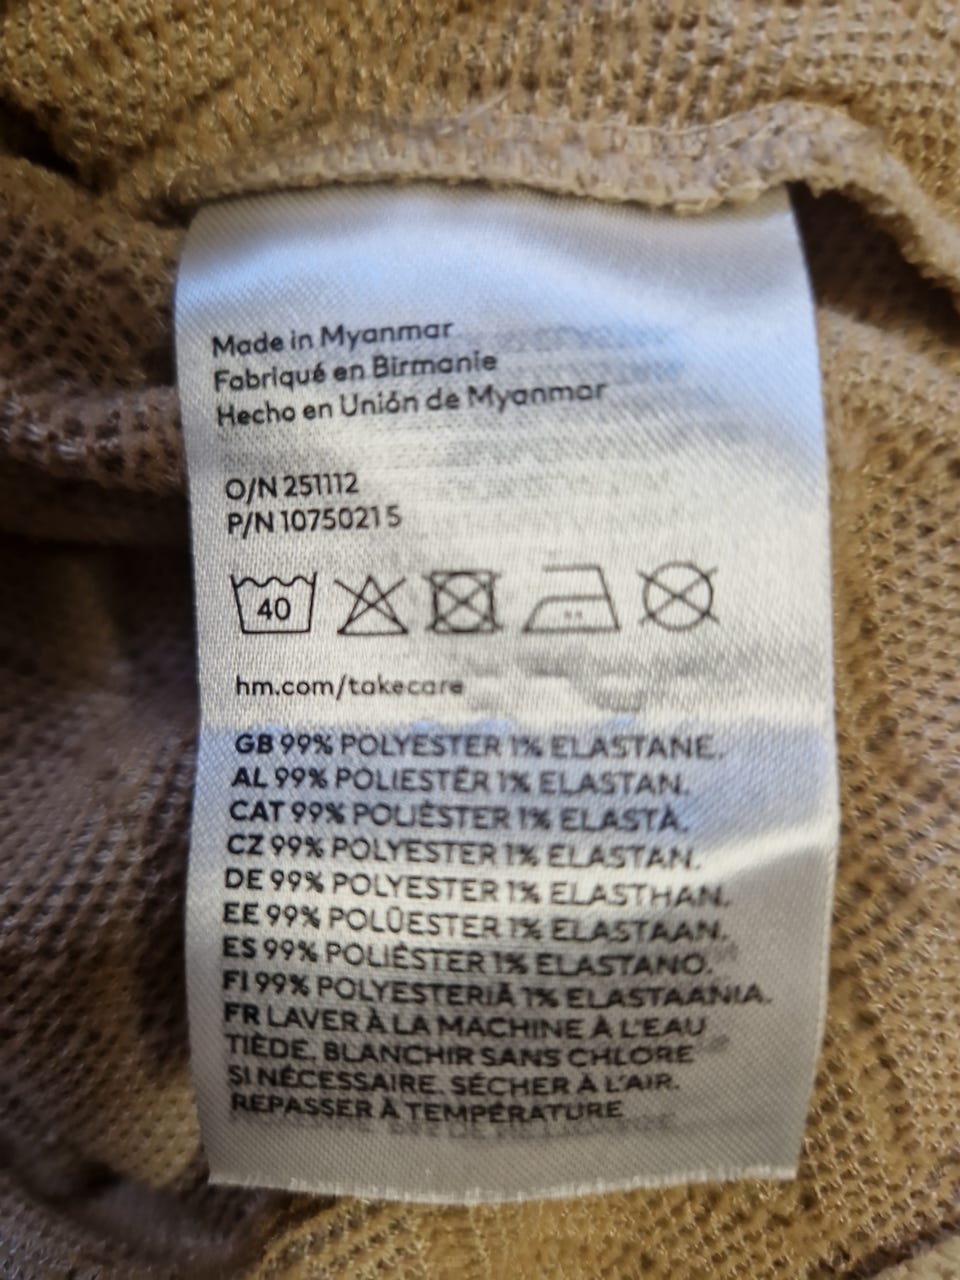 Made in Myanmar
Fabriqué en Birmanie
Hecho en Unión de Myanmar
O/N 251112
P/N 1075021 5
40
hm.com/takecare
GB 99% POLYESTER 1% ELASTANE.
AL 99% POLIESTËR 1% ELASTAN.
CAT 99% POLIÈSTER 1% ELASTÀ.
CZ 99% POLYESTER 1% ELASTAN.
DE 99% POLYESTER 1% ELASTHAN.
EE 99% POLÜESTER 1% ELASTAAN.
ES 99% POLIÉSTER 1% ELASTANO.
FI 99% POLYESTERIÄ 1% ELASTAANIA.
FR LAVER À LA MACHINE À L'EAU
TIÈDE. BLANCHIR SANS CHLORE
SI NÉCESSAIRE. SÉCHER À L'AIR.
REPASSER À TEMPÉRATURE